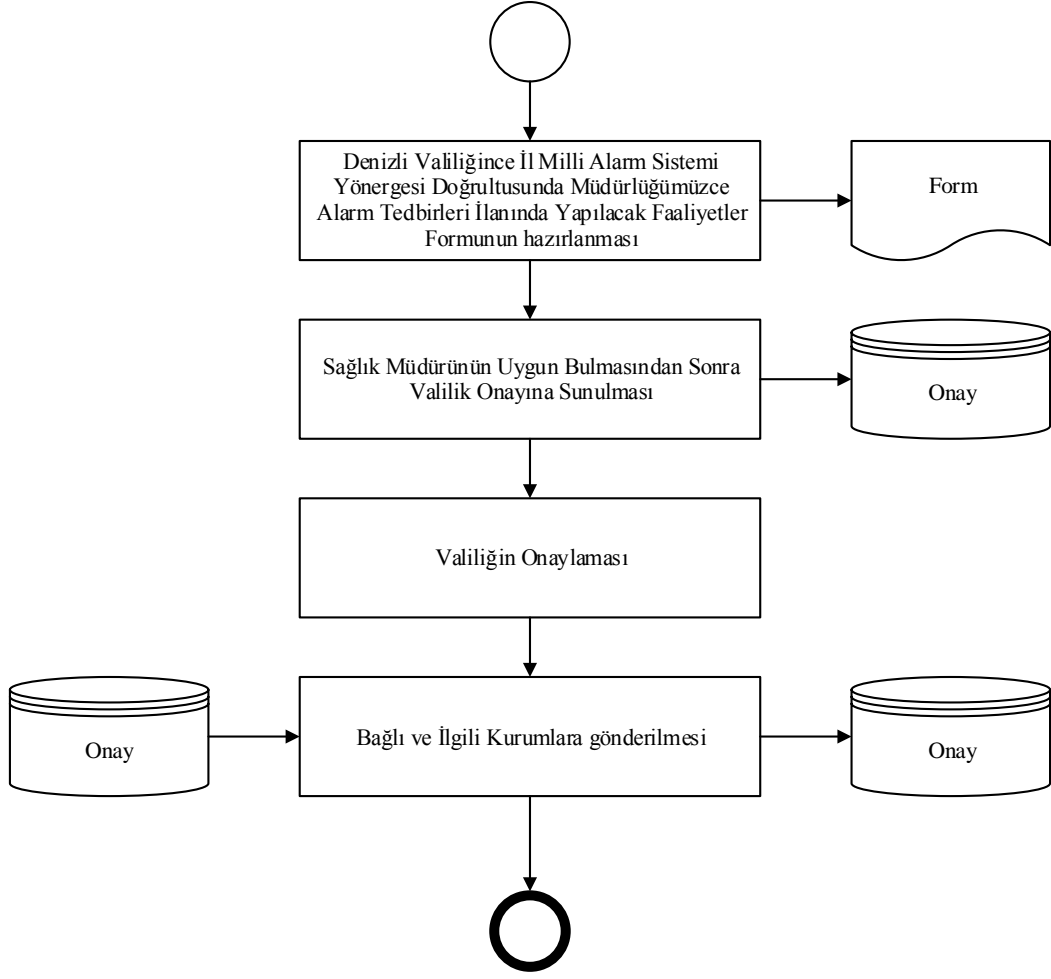 Denizli Valiliğince İl Milli Alarm Sistemi
Yönergesi Doğrultusunda Müdürlüğümüzce
Alarm Tedbirleri İlanında Yapılacak Faaliyetler
Formunun hazırlanması
Form
Sağlık Müdürünün Uygun Bulmasından Sonra
Valilik Onayına Sunulması
Onay
Valiliğin Onaylaması
Onay
Bağlı ve İlgili Kurumlara gönderilmesi
Onay